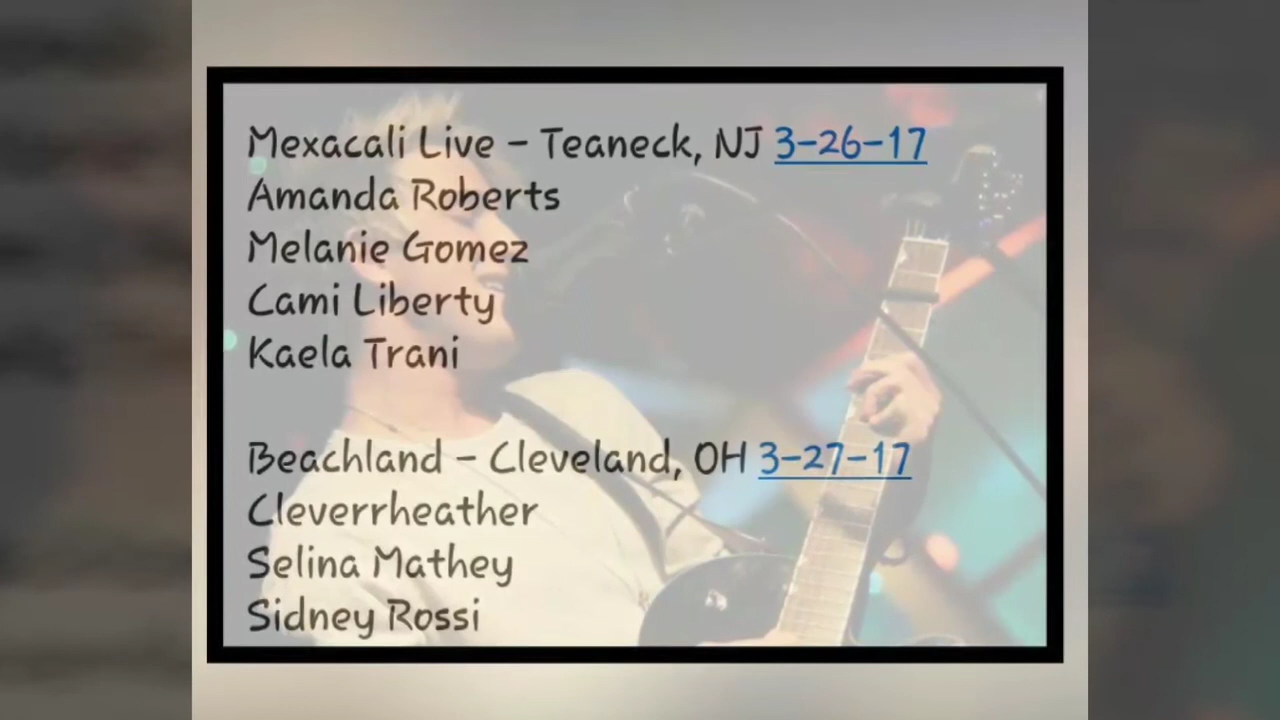 Mexacali Live - Teaneck, NJ 3-26-17
Amanda Roberts
Melanie Gomez
Cami Liberty
Kaela Trani
Beachland - Cleveland, OH 3-27-17
Cleverrheather
Selina Mathey
Sidney Rossi